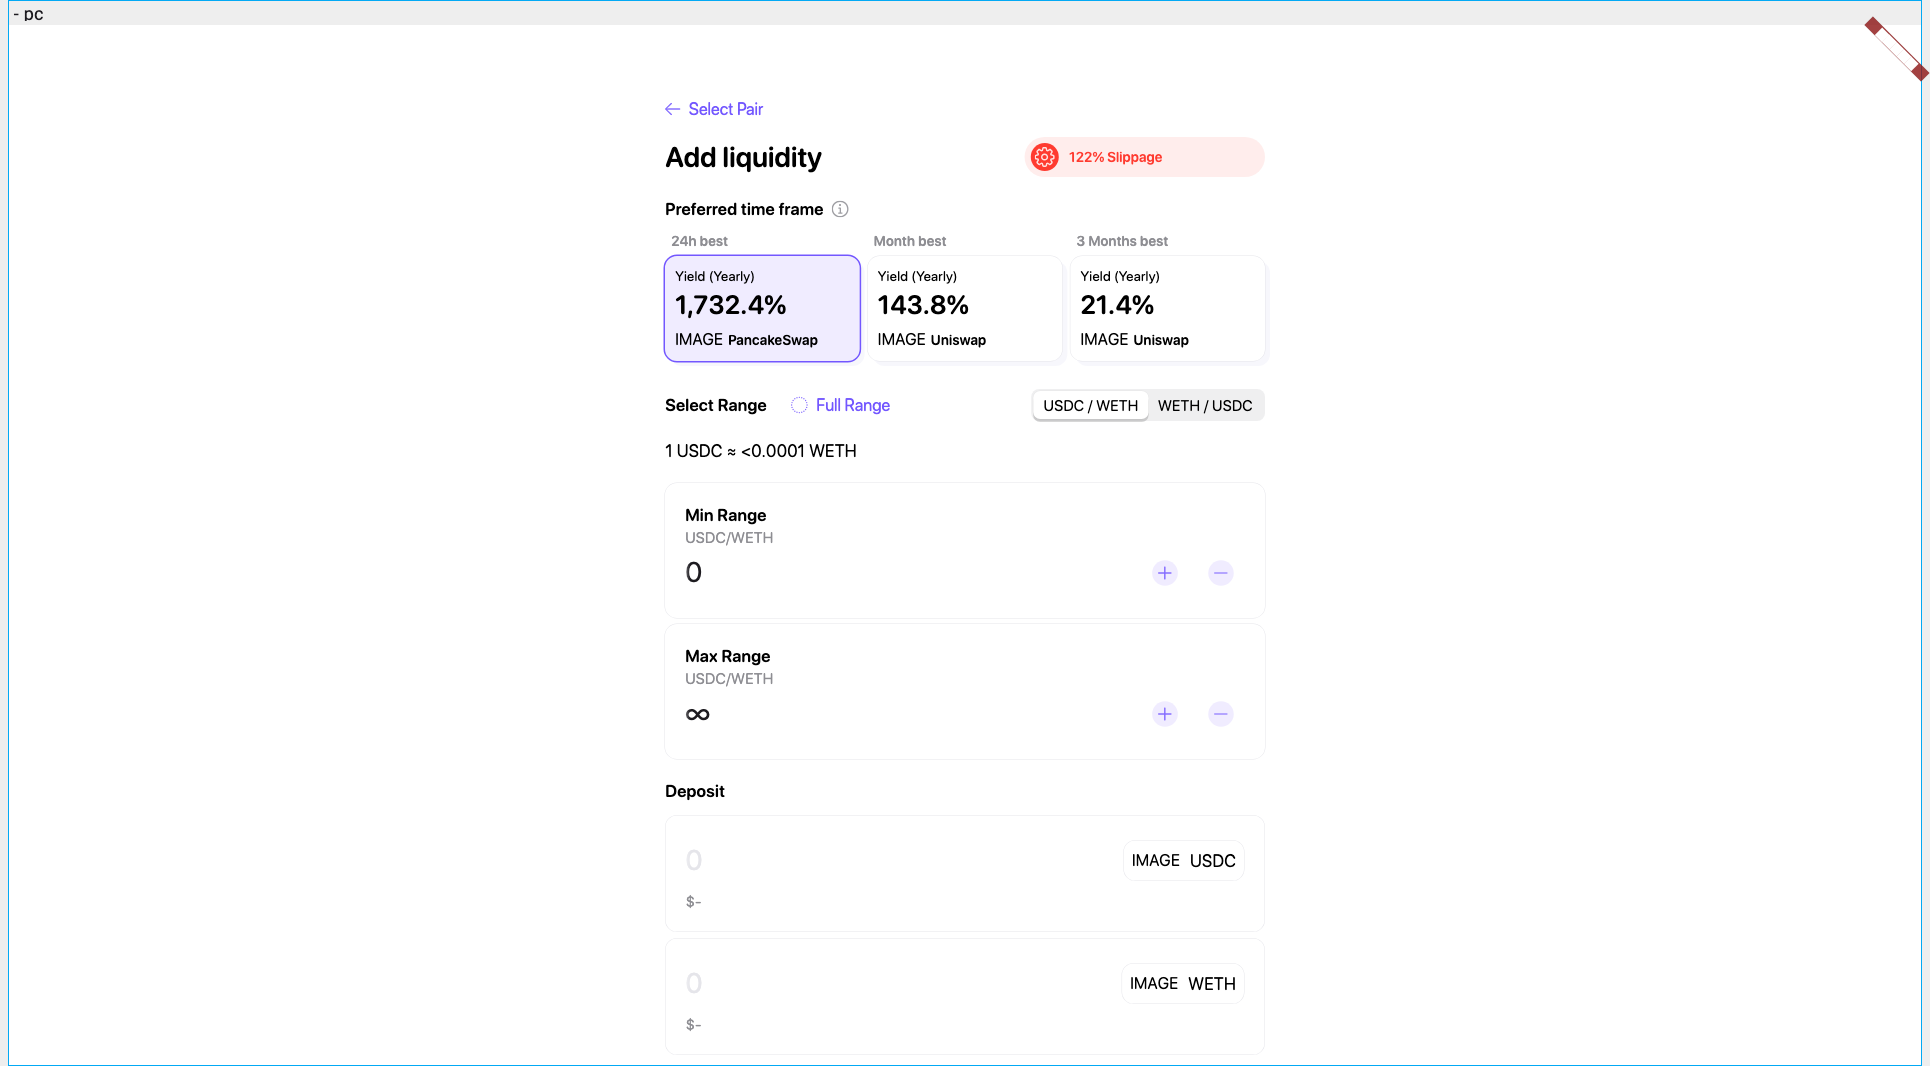 - pc
← Select Pair
Add liquidity
122% Slippage
Preferred time frame
24h best
Month best
3 Months best
Yield (Yearly)
1,732.4%
IMAGE PancakeSwap
Yield (Yearly)
143.8%
IMAGE Uniswap
Yield (Yearly)
21.4%
IMAGE Uniswap
Select Range
Full Range
USDC / WETH
WETH / USDC
1 USDC ≈ <0.0001 WETH
Min Range
USDC/WETH
0
Max Range
USDC/WETH
∞
Deposit
0
IMAGE USDC
$-
0
IMAGE WETH
$-